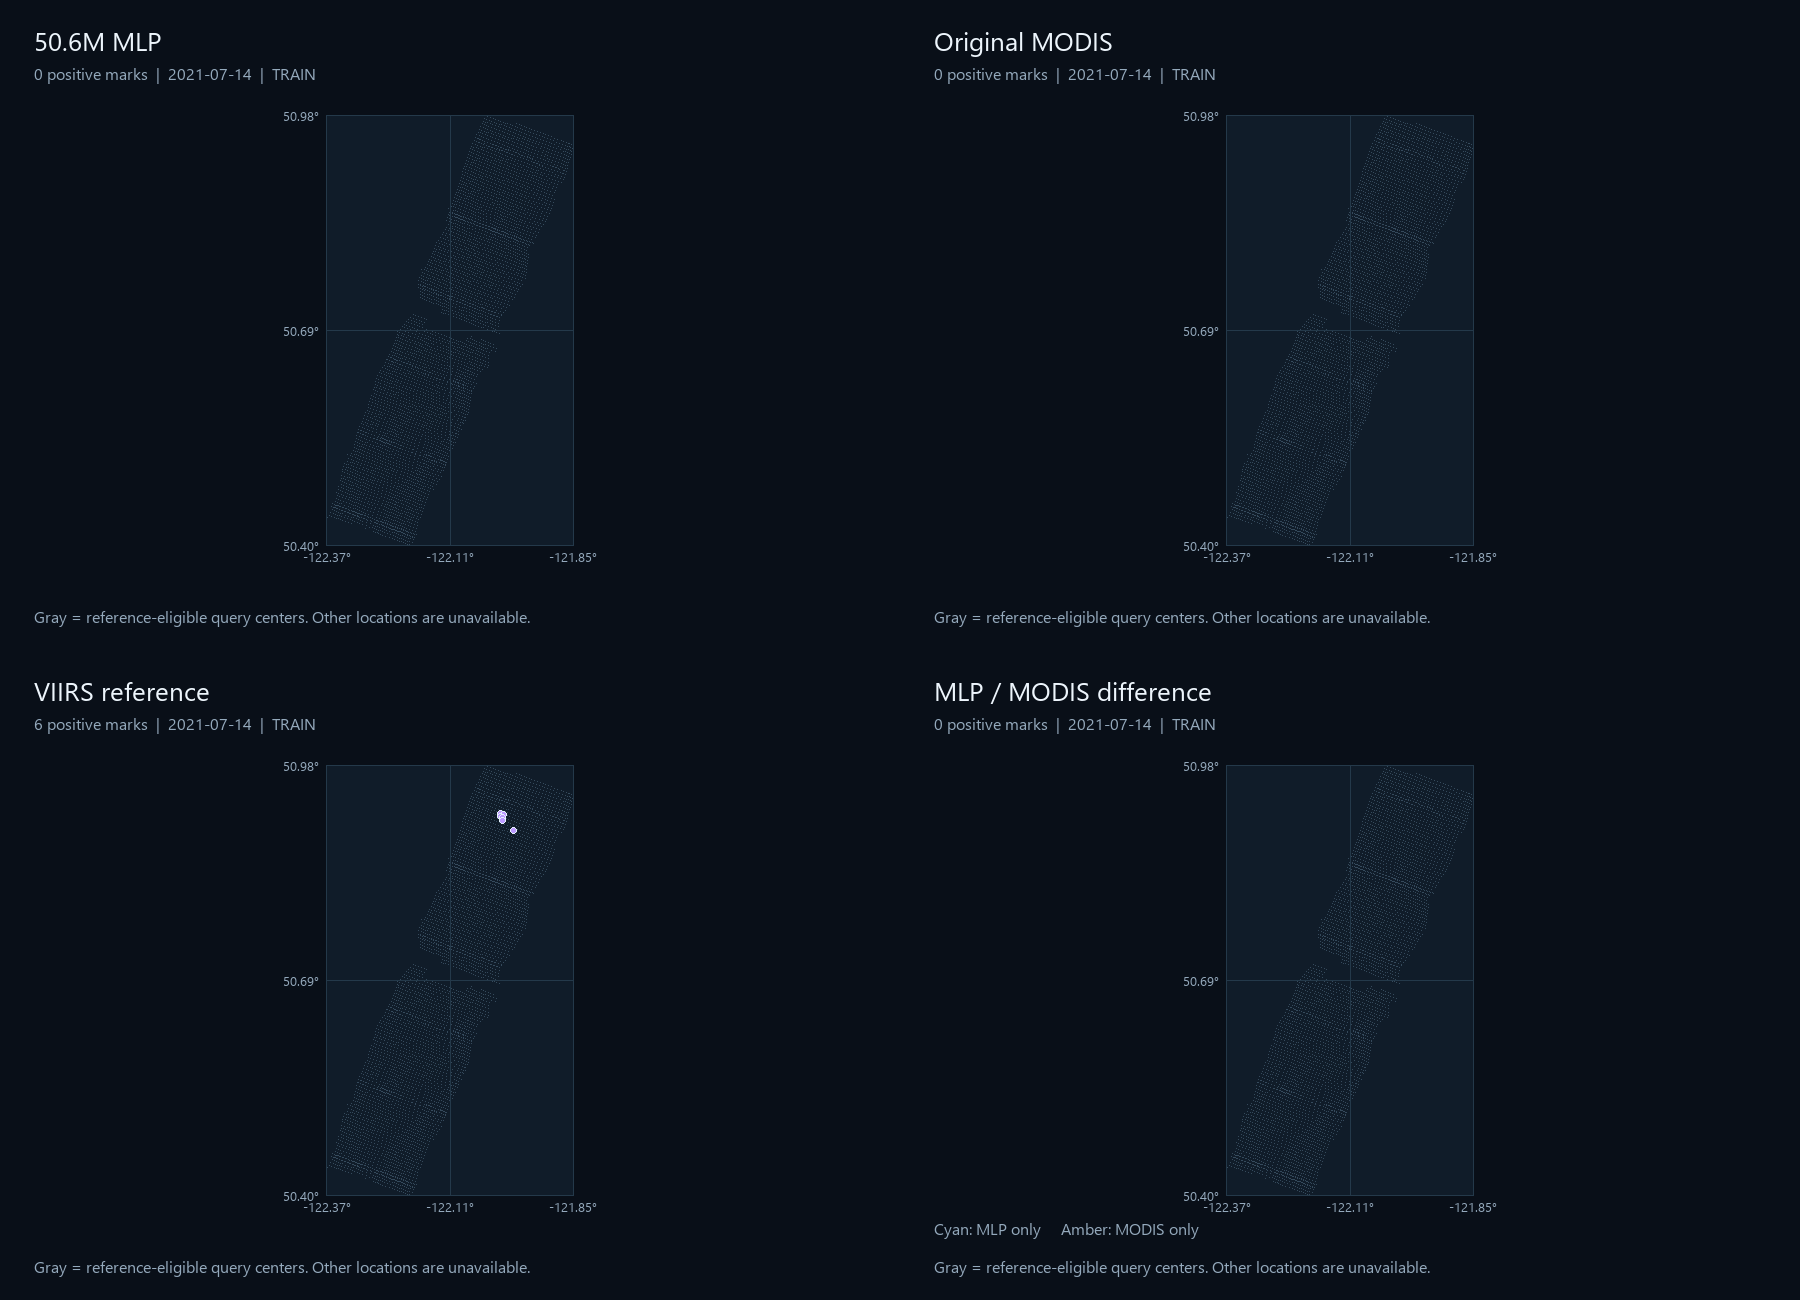 50.6M MLP
0 positive marks | 2021-07-14 | TRAIN
50.98°
50.69°
50.40°
-122.37° -122.11° -121.85°
Gray = reference-eligible query centers. Other locations are unavailable.
Original MODIS
0 positive marks | 2021-07-14 | TRAIN
50.98°
50.69°
50.40°
-122.37° -122.11° -121.85°
Gray = reference-eligible query centers. Other locations are unavailable.
VIIRS reference
6 positive marks | 2021-07-14 | TRAIN
50.98°
50.69°
50.40°
-122.37° -122.11° -121.85°
Gray = reference-eligible query centers. Other locations are unavailable.
MLP / MODIS difference
0 positive marks | 2021-07-14 | TRAIN
50.98°
50.69°
50.40°
-122.37° -122.11° -121.85°
Cyan: MLP only Amber: MODIS only
Gray = reference-eligible query centers. Other locations are unavailable.